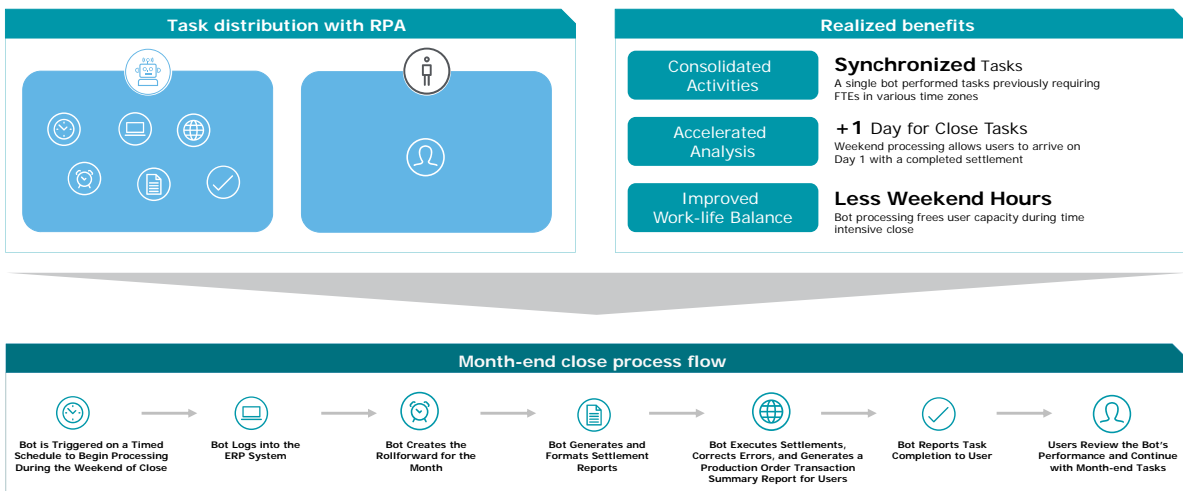 Task distribution with RPA
Realized benefits
Consolidated
Activities
Synchronized Tasks
A single bot performed tasks previously requiring
FTEs in various time zones
Accelerated
Analysis
+1 Day for Close Tasks
Weekend processing allows users to arrive on
Day 1 with a completed settlement
Improved
Work-life Balance
Less Weekend Hours
Bot processing frees user capacity during time
intensive close
Month-end close process flow
Bot is Triggered on a Timed
Schedule to Begin Processing
During the Weekend of Close
Bot Logs into the
ERP System
Bot Creates the
Rollforward for the
Month
Bot Generates and
Formats Settlement
Reports
Bot Executes Settlements,
Corrects Errors, and Generates a
Production Order Transaction
Summary Report for Users
Bot Reports Task
Completion to User
Users Review the Bot's
Performance and Continue
with Month-end Tasks